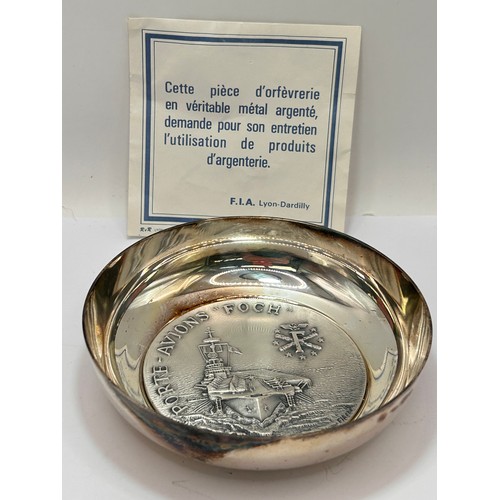 Cette pièce d'orfèvrerie
en véritable métal argenté,
demande pour son entretien
l'utilisation de produits
d'argenterie.
F.I.A. Lyon-Dardilly
PORTE-AVIONS "FOCH"
F